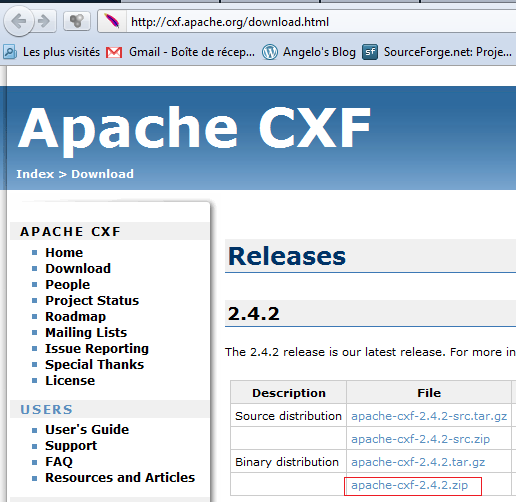 http://cxf.apache.org/download.html
Les plus visités Gmail - Boîte de récep... Angelo's Blog sf SourceForge.net: Proje...
Apache CXF
Index > Download
APACHE CXF
Home
Download
People
Project Status
Roadmap
Mailing Lists
Issue Reporting
Special Thanks
License
USERS
User's Guide
Support
FAQ
Resources and Articles
Releases
2.4.2
The 2.4.2 release is our latest release. For more in
Description File
Source distribution apache-cxf-2.4.2-src.tar.gz
apache-cxf-2.4.2-src.zip
Binary distribution apache-cxf-2.4.2.tar.gz
apache-cxf-2.4.2.zip